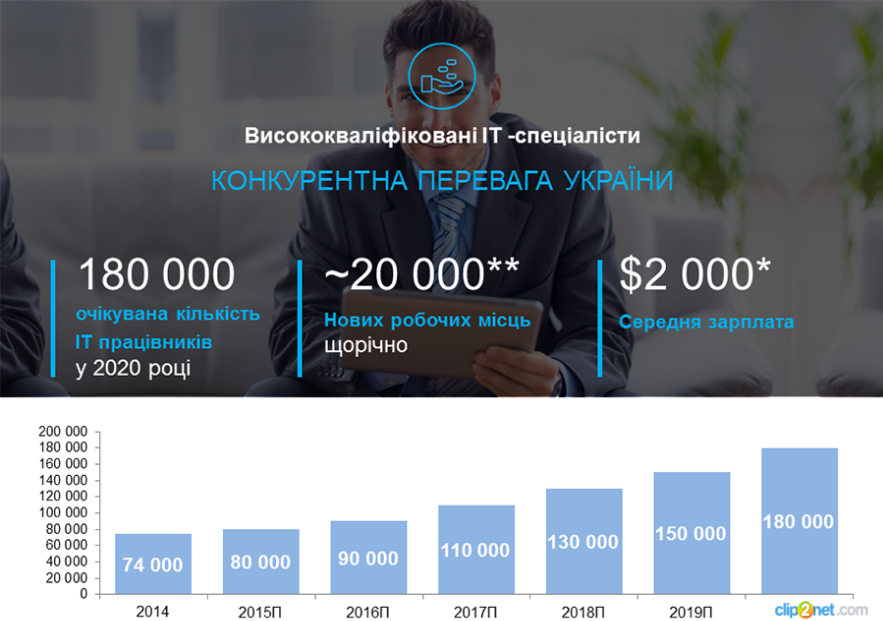 Висококваліфіковані ІТ -спеціалісти
КОНКУРЕНТНА ПЕРЕВАГА УКРАЇНИ
180 000
очікувана кількість
ІТ працівників
у 2020 році
~20 000**
Нових робочих місць
щорічно
$2 000*
Середня зарплата
200 000
180 000
160 000
140 000
120 000
100 000
80 000
60 000
40 000
20 000
0
74 000
80 000
90 000
110 000
130 000
150 000
180 000
2014
2015П
2016П
2017П
2018П
2019П
clip2net.com